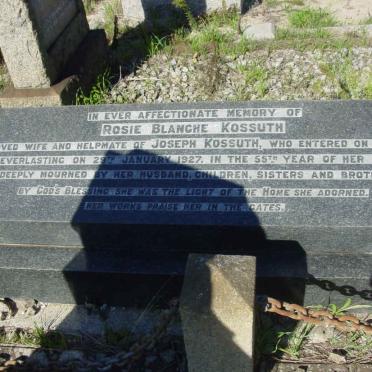 IN EVER AFFECTIONATE MEMORY OF
ROSIE BLANCHE KOSSUTH
WIFE AND HELPMATE OF JOSEPH KOSSUTH, WHO ENTERED ON
EVERLASTING ON 29TH JANUARY 1927. IN THE 55TH YEAR OF HER
DEEPLY MOURNED BY HER HUSBAND, CHILDREN, SISTERS AND
BY GOD'S BLESSING SHE WAS THE LIGHT OF THE HOME SHE ADORNED.
HER WORKS PRAISE HER IN THE GATES.